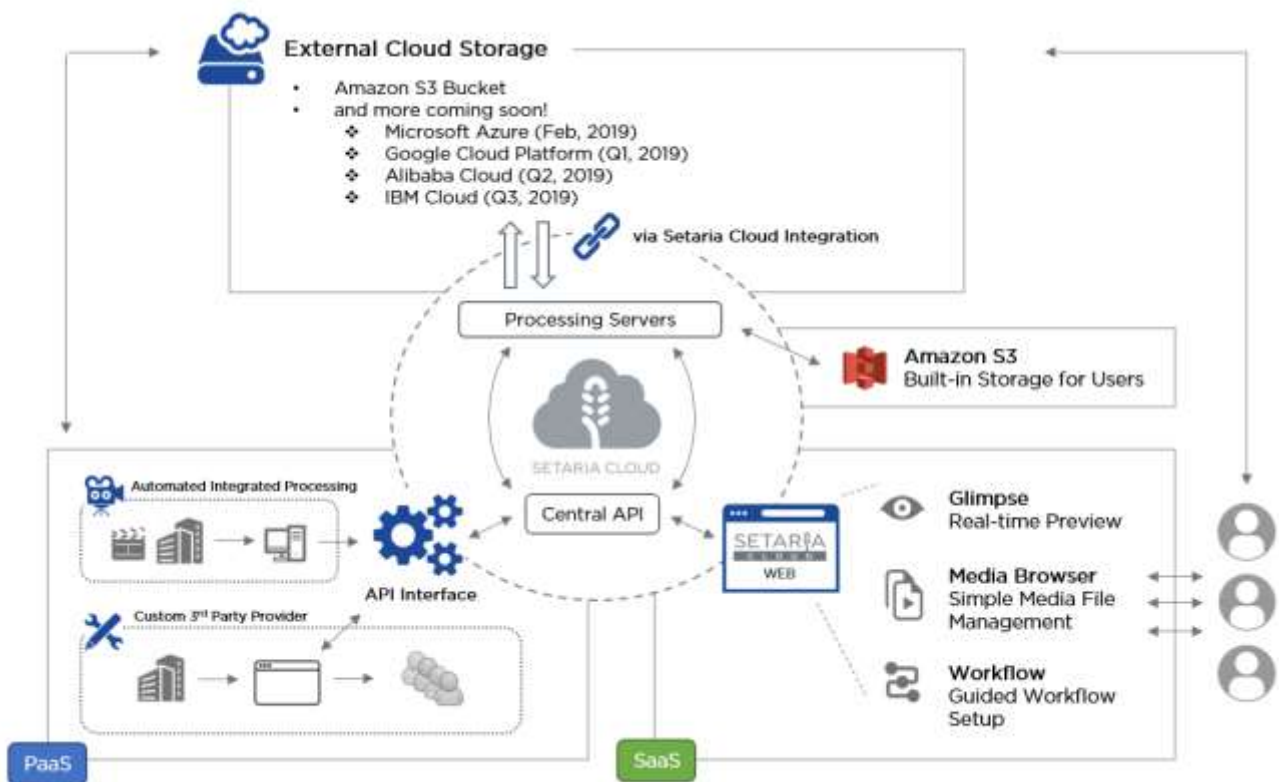 External Cloud Storage
• Amazon S3 Bucket
• and more coming soon!
❖ Microsoft Azure (Feb, 2019)
❖ Google Cloud Platform (Q1, 2019)
❖ Alibaba Cloud (Q2, 2019)
❖ IBM Cloud (Q3, 2019)
via Setaria Cloud Integration
Processing Servers
Amazon S3
Built-in Storage for Users
SETARIA CLOUD
Central API
Automated Integrated Processing
API Interface
Custom 3rd Party Provider
SETARIA
CLOUD
WEB
Glimpse
Real-time Preview
Media Browser
Simple Media File
Management
Workflow
Guided Workflow
Setup
PaaS
SaaS